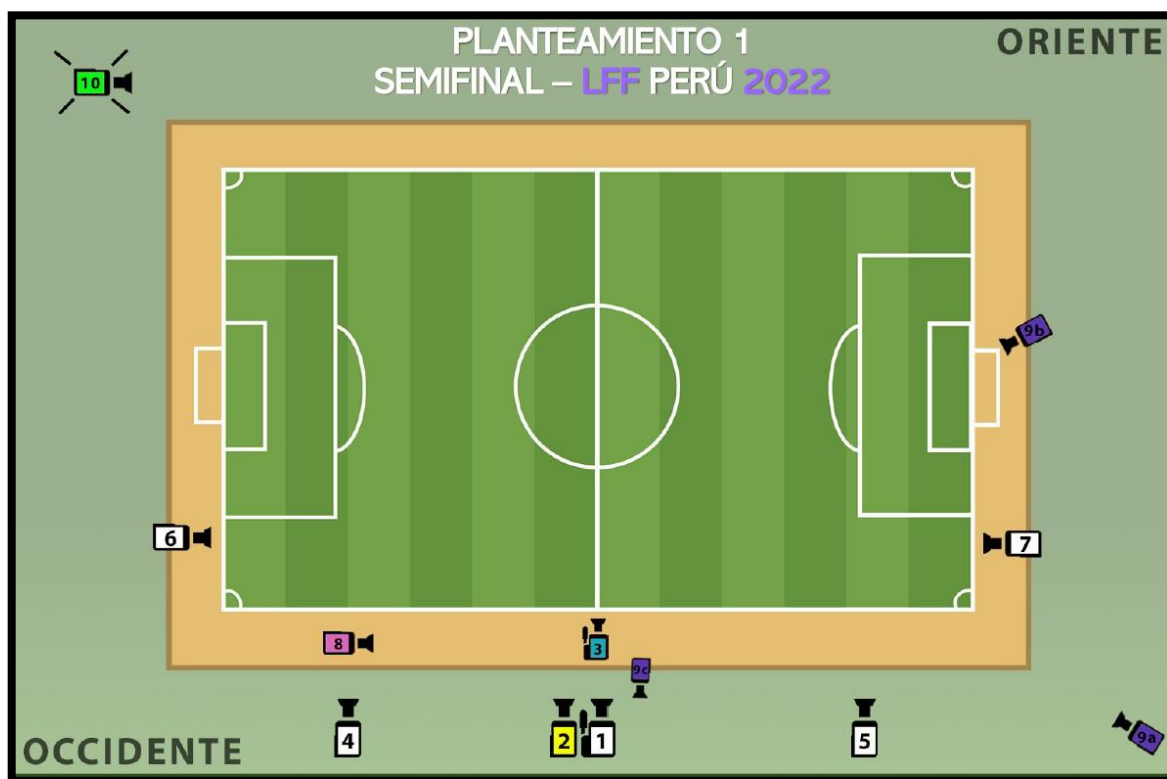 PLANTEAMIENTO 1
SEMIFINAL – LFF PERÚ 2022
ORIENTE
10
9b
6
7
8
3
9c
4
2
1
5
9a
OCCIDENTE